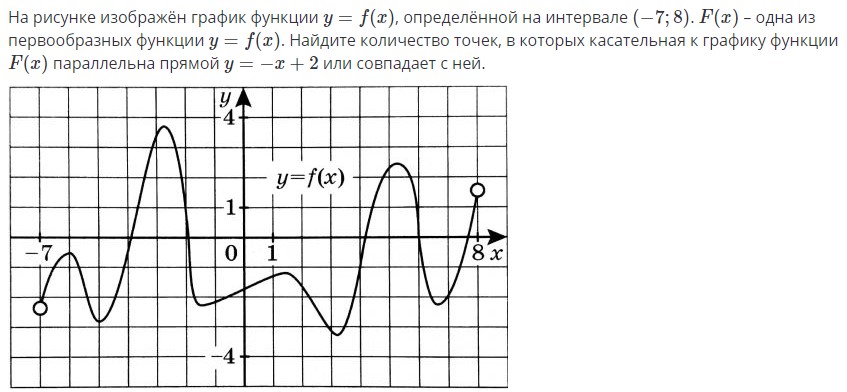 На рисунке изображён график функции y = f(x), определённой на интервале (−7; 8). F(x) – одна из
первообразных функции y = f(x). Найдите количество точек, в которых касательная к графику функции
F(x) параллельна прямой y = −x + 2 или совпадает с ней.
y
4
y=f(x)
1
−7 0 1 8 x
−4